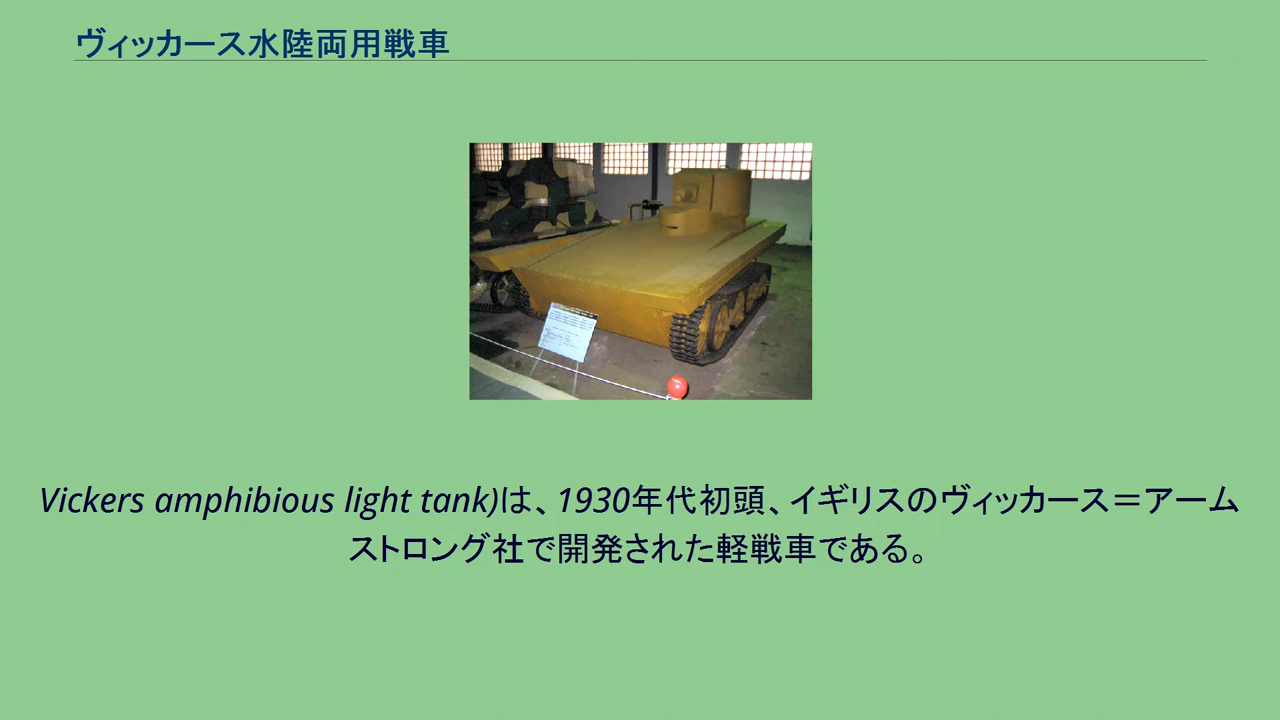 ヴィッカース水陸両用戦車
Vickers amphibious light tank)は、1930年代初頭、イギリスのヴィッカース＝アーム
ストロング社で開発された軽戦車である。